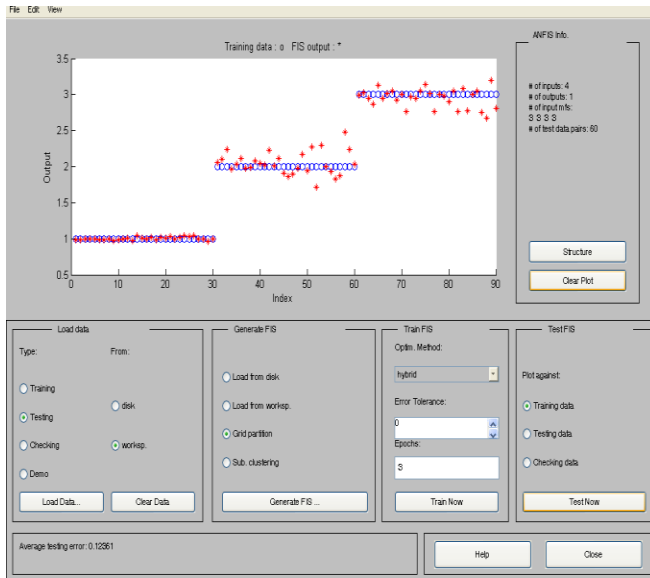 File Edit View
Training data : o FIS output : *
3.5
3
2.5
2
1.5
1
0.5
Output
0 10 20 30 40 50 60 70 80 90
Index
ANFIS Info.
# of inputs: 4
# of outputs: 1
# of input mfs:
3 3 3 3
# of test data pairs: 60
Structure
Clear Plot
Load data
Type: From:
Training
Testing
Checking
Demo
disk
worksp.
Load Data... Clear Data
Generate FIS
Load from disk
Load from worksp.
Grid partition
Sub. clustering
Generate FIS ...
Train FIS
Optim. Method:
hybrid
Error Tolerance:
0
Epochs:
3
Train Now
Test FIS
Plot against:
Training data
Testing data
Checking data
Test Now
Average testing error: 0.12361
Help Close